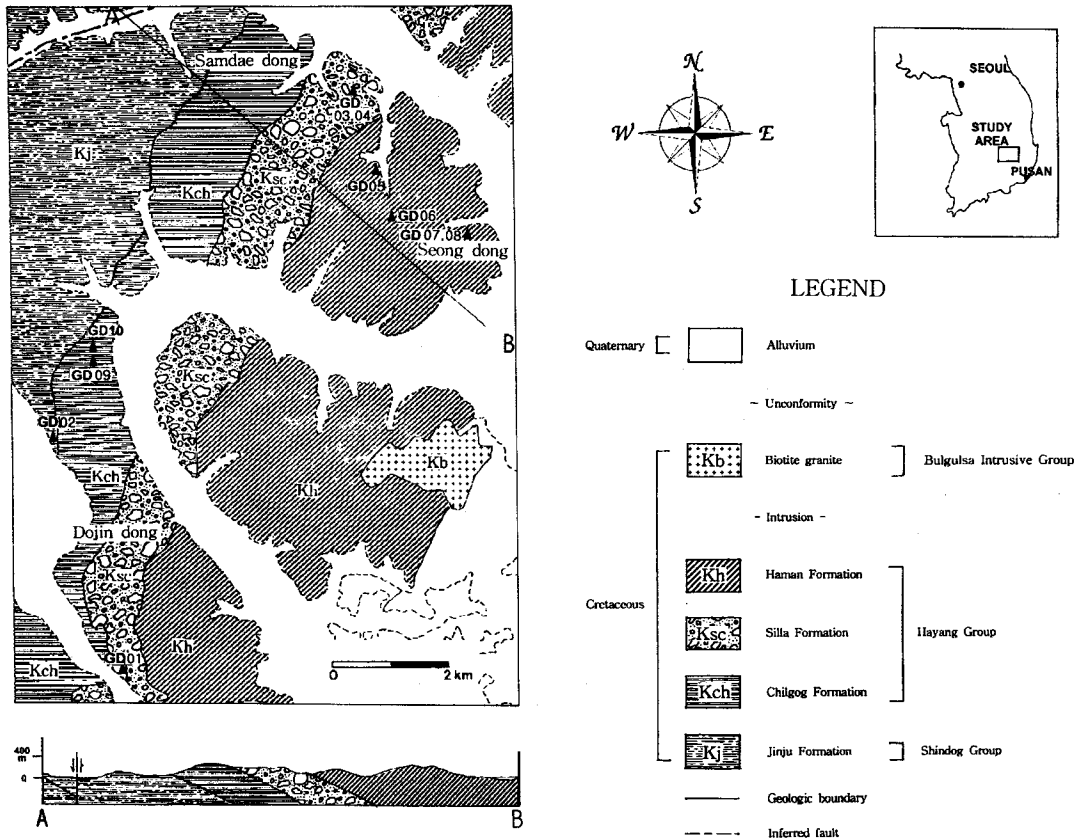 A
Samdae dong
GD
03,04
Kj
Ksc
Kch
GD05
GD06
GD 07.08
Seong dong
B
GD10
Ksc
GD09
GD02
Kb
Kch
Kh
Dojin dong
Ksc
Kh
GD01
Kch
0 2 km
400
m
0
A B
N
W E
S
SEOUL
STUDY
AREA
PUSAN
LEGEND
Quaternary Alluvium
~ Unconformity ~
Kb Biotite granite Bulgulsa Intrusive Group
- Intrusion -
Kh Haman Formation
Cretaceous
Ksc Silla Formation Hayang Group
Kch Chilgog Formation
Kj Jinju Formation Shindog Group
Geologic boundary
Inferred fault